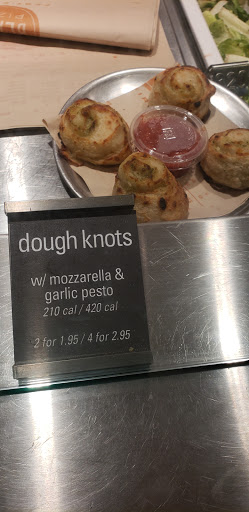 dough knots
w/ mozzarella &
garlic pesto
210 cal / 420 cal
2 for 1.95 / 4 for 2.95